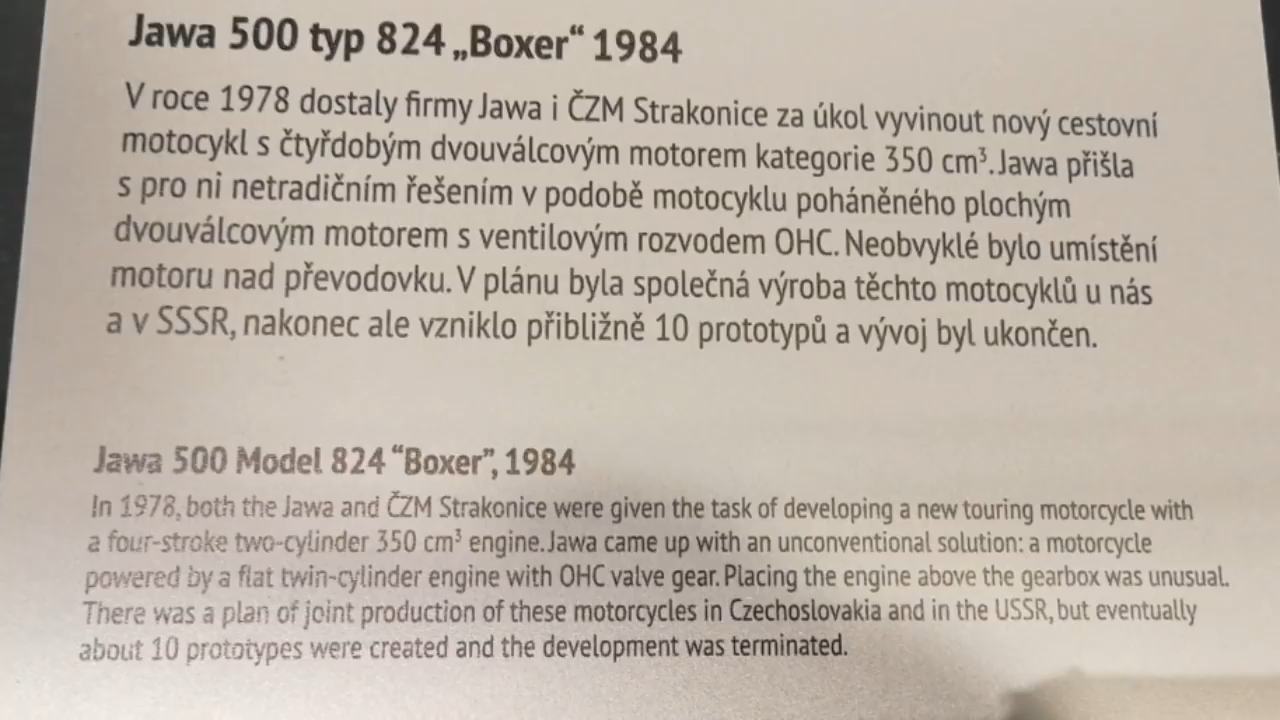 Jawa 500 typ 824 „Boxer“ 1984
V roce 1978 dostaly firmy Jawa i ČZM Strakonice za úkol vyvinout nový cestovní
motocykl s čtyřdobým dvouválcovým motorem kategorie 350 cm³. Jawa přišla
s pro ni netradičním řešením v podobě motocyklu poháněného plochým
dvouválcovým motorem s ventilovým rozvodem OHC. Neobvyklé bylo umístění
motoru nad převodovku. V plánu byla společná výroba těchto motocyklů u nás
a v SSSR, nakonec ale vzniklo přibližně 10 prototypů a vývoj byl ukončen.
Jawa 500 Model 824 “Boxer”, 1984
In 1978, both the Jawa and ČZM Strakonice were given the task of developing a new touring motorcycle with
a four-stroke two-cylinder 350 cm³ engine. Jawa came up with an unconventional solution: a motorcycle
powered by a flat twin-cylinder engine with OHC valve gear. Placing the engine above the gearbox was unusual.
There was a plan of joint production of these motorcycles in Czechoslovakia and in the USSR, but eventually
about 10 prototypes were created and the development was terminated.